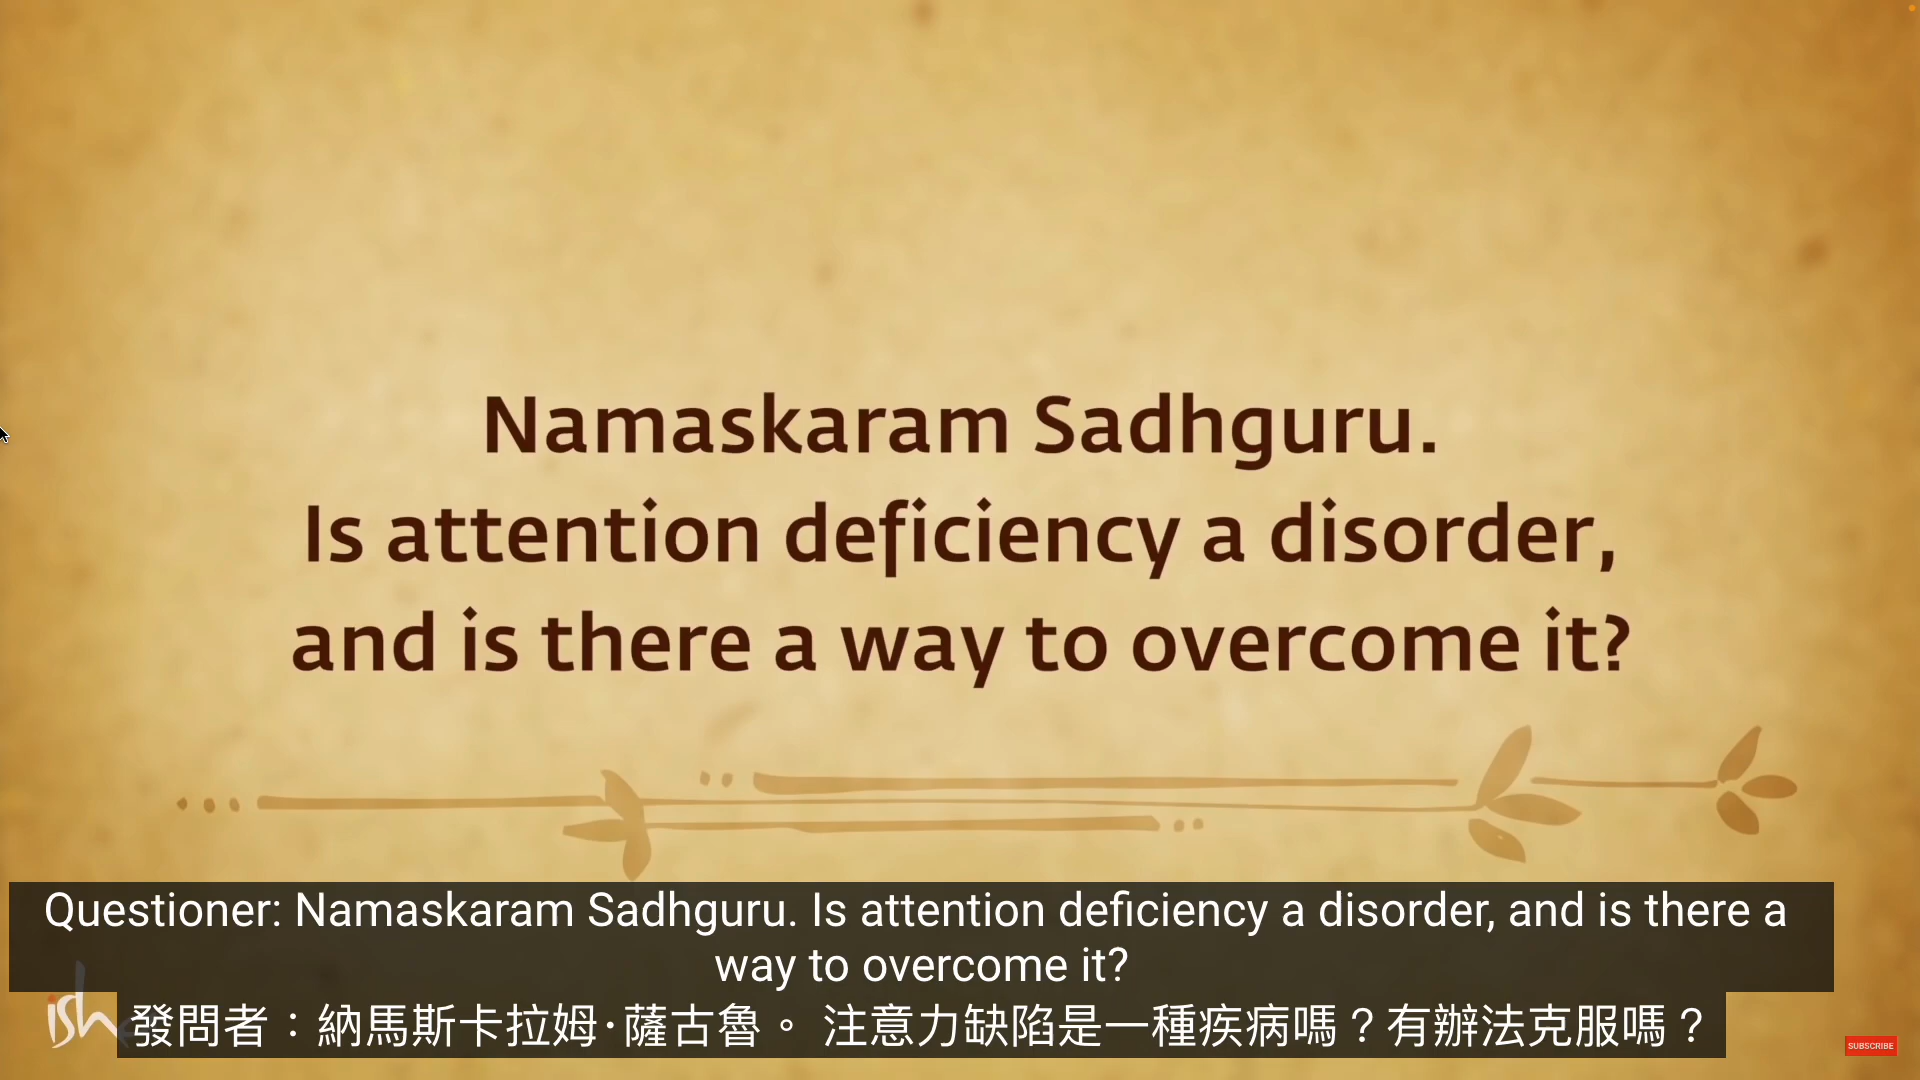 Namaskaram Sadhguru.
Is attention deficiency a disorder,
and is there a way to overcome it?
Questioner: Namaskaram Sadhguru. Is attention deficiency a disorder, and is there a
way to overcome it?
發問者：納馬斯卡拉姆·薩古魯。 注意力缺陷是一種疾病嗎？有辦法克服嗎？
SUBSCRIBE